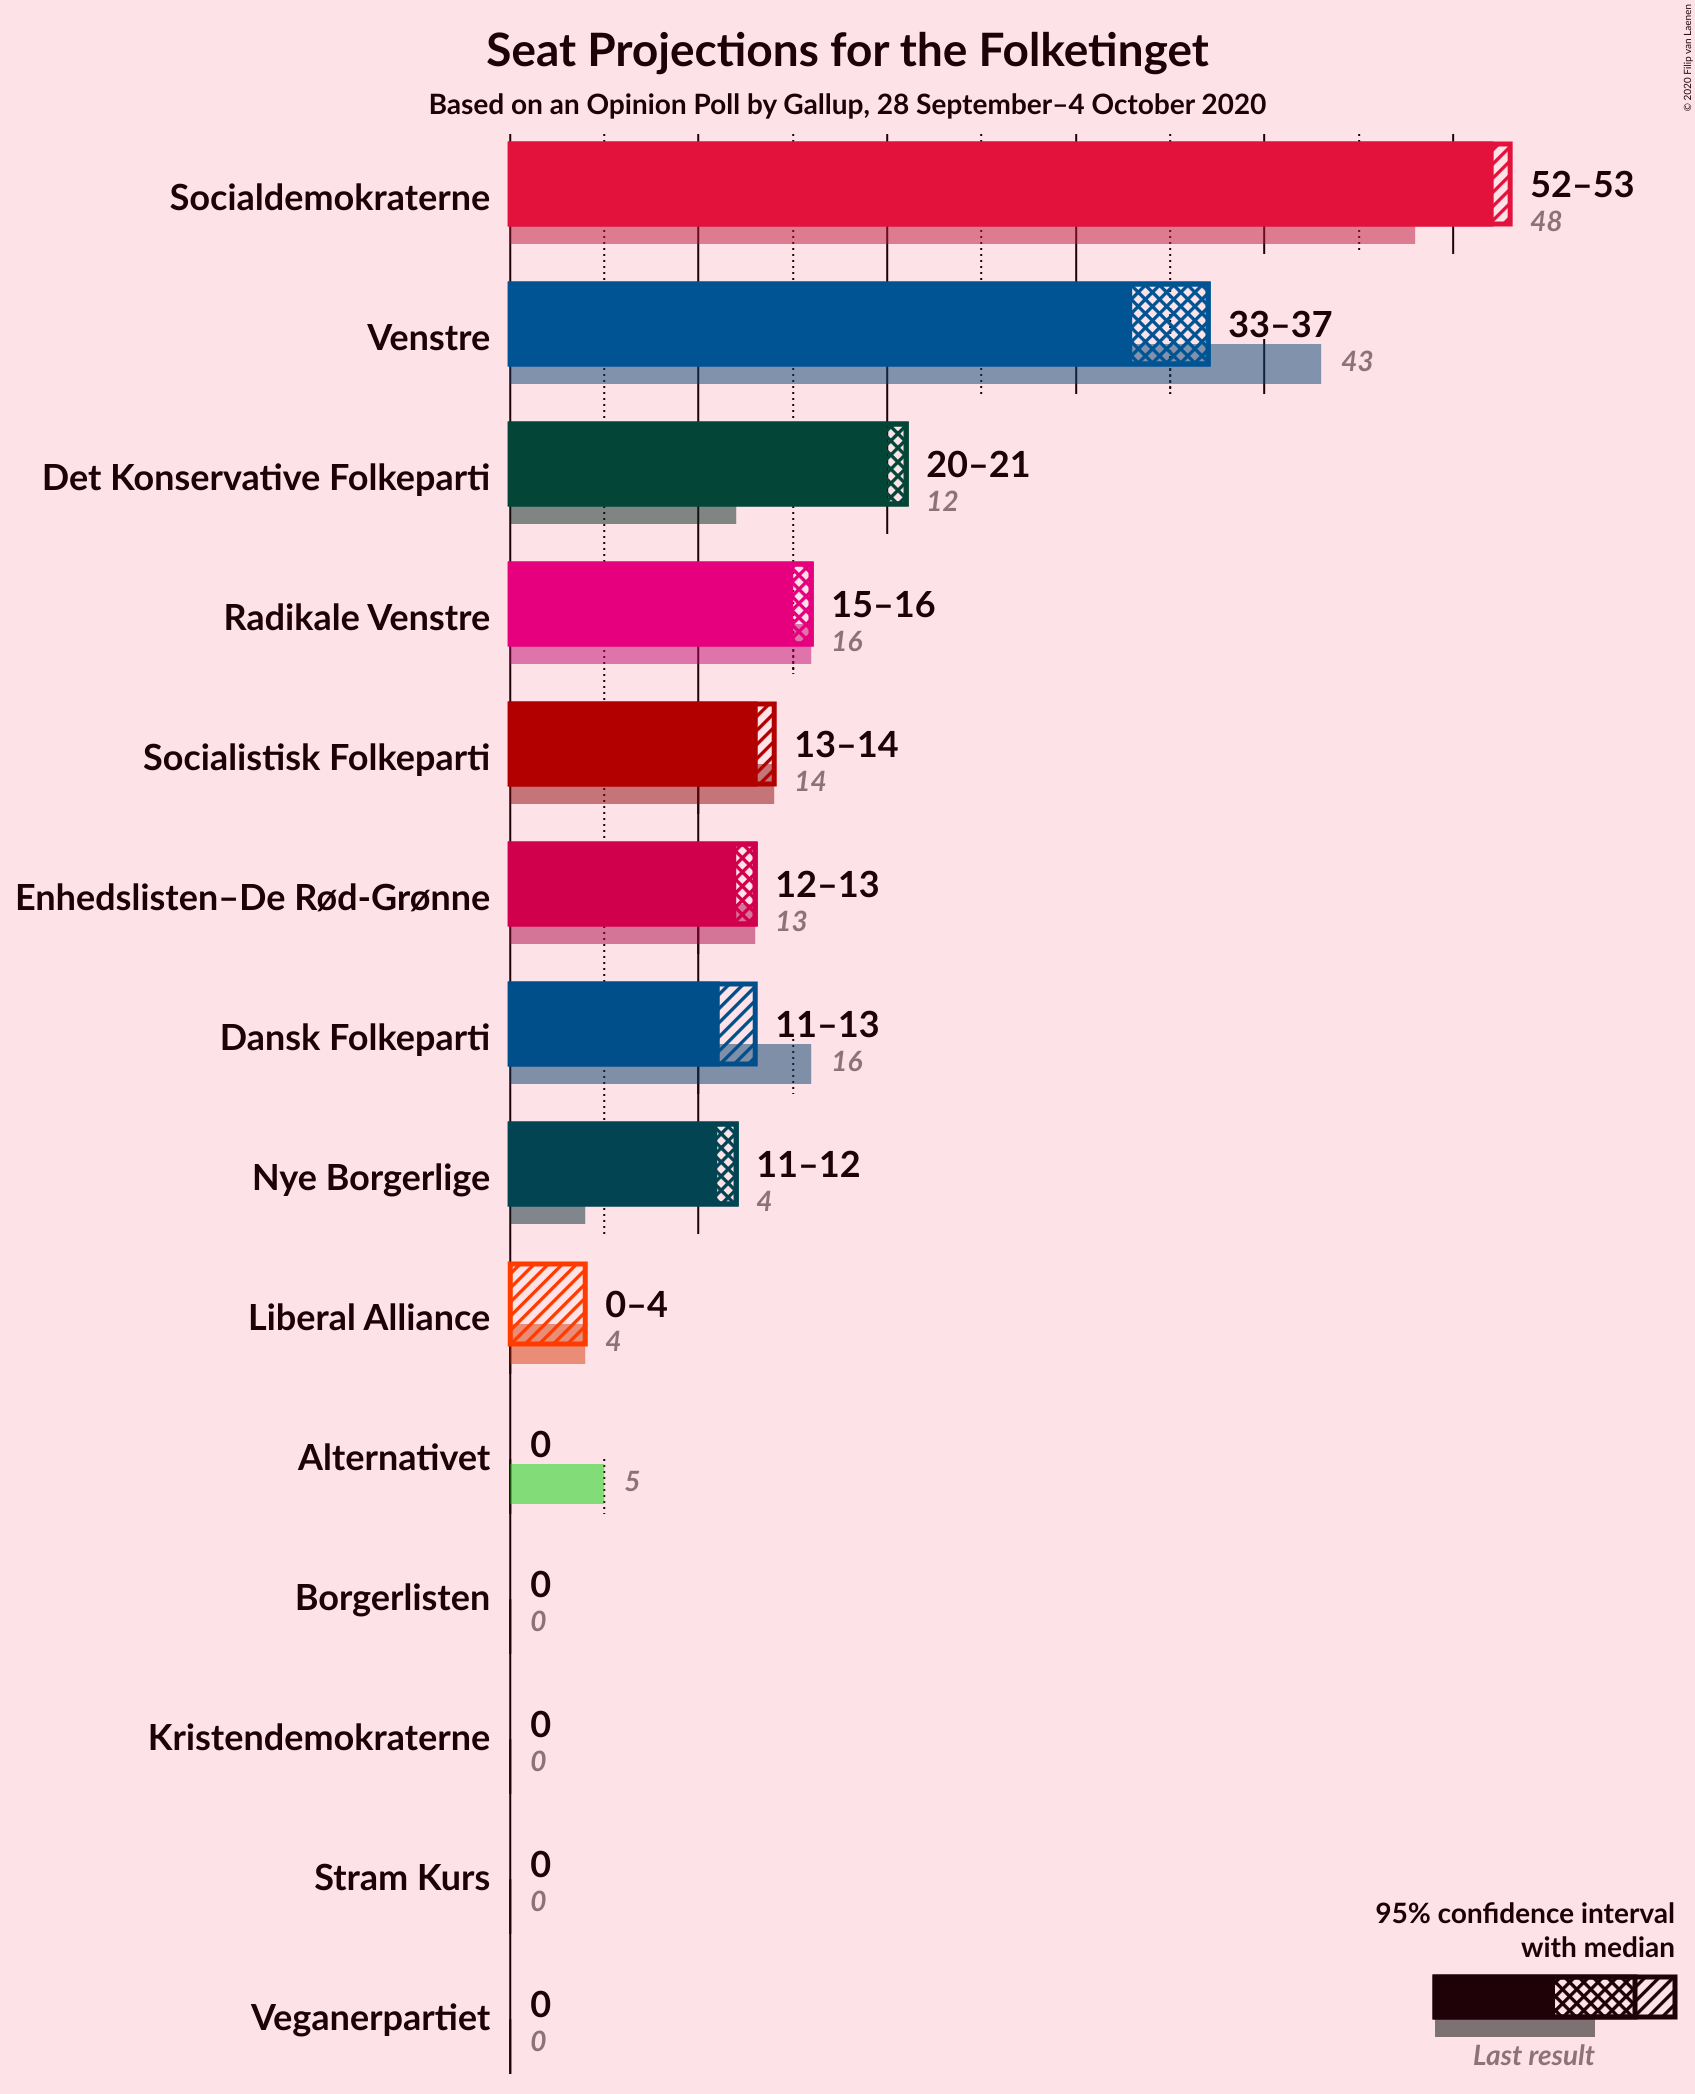 Seat Projections for the Folketinget
Based on an Opinion Poll by Gallup, 28 September–4 October 2020
© 2020 Filip van Laenen
Socialdemokraterne
52–53
48
Venstre
33–37
43
Det Konservative Folkeparti
20–21
12
Radikale Venstre
15–16
16
Socialistisk Folkeparti
13–14
14
Enhedslisten–De Rød-Grønne
12–13
13
Dansk Folkeparti
11–13
16
Nye Borgerlige
11–12
4
Liberal Alliance
0–4
4
Alternativet
0
5
Borgerlisten
0
0
Kristendemokraterne
0
0
Stram Kurs
0
0
Veganerpartiet
0
0
95% confidence interval
with median
Last result